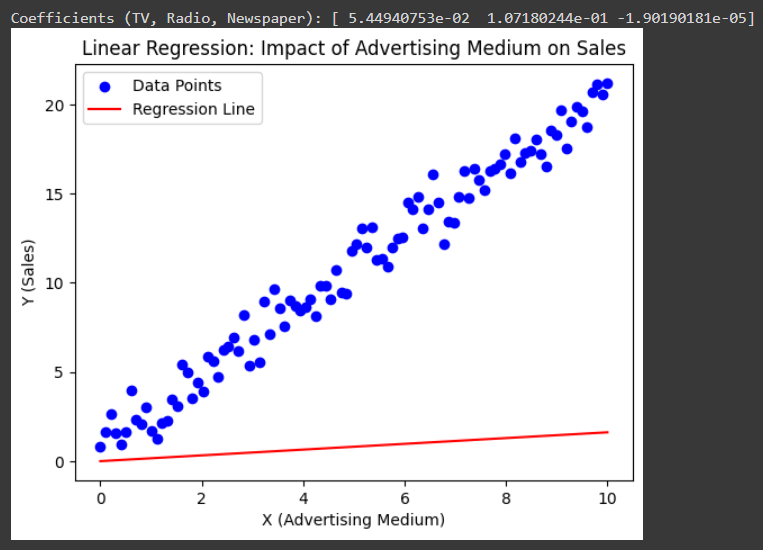 Coefficients (TV, Radio, Newspaper): [ 5.44940753e-02  1.07180244e-01 -1.90190181e-05]
Linear Regression: Impact of Advertising Medium on Sales
Data Points
Regression Line
20
15
10
5
0
Y (Sales)
0 2 4 6 8 10
X (Advertising Medium)